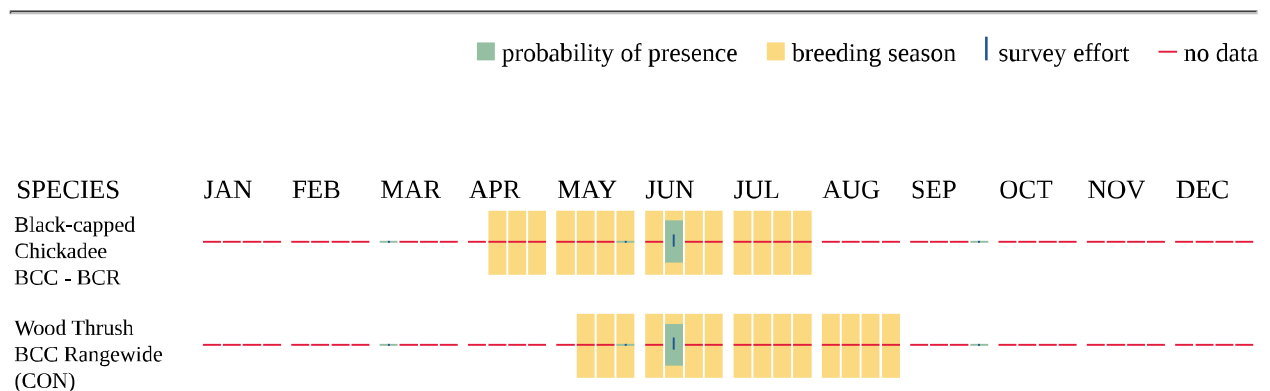 probability of presence breeding season survey effort no data
SPECIES JAN FEB MAR APR MAY JUN JUL AUG SEP OCT NOV DEC
Black-capped
Chickadee
BCC - BCR
Wood Thrush
BCC Rangewide
(CON)